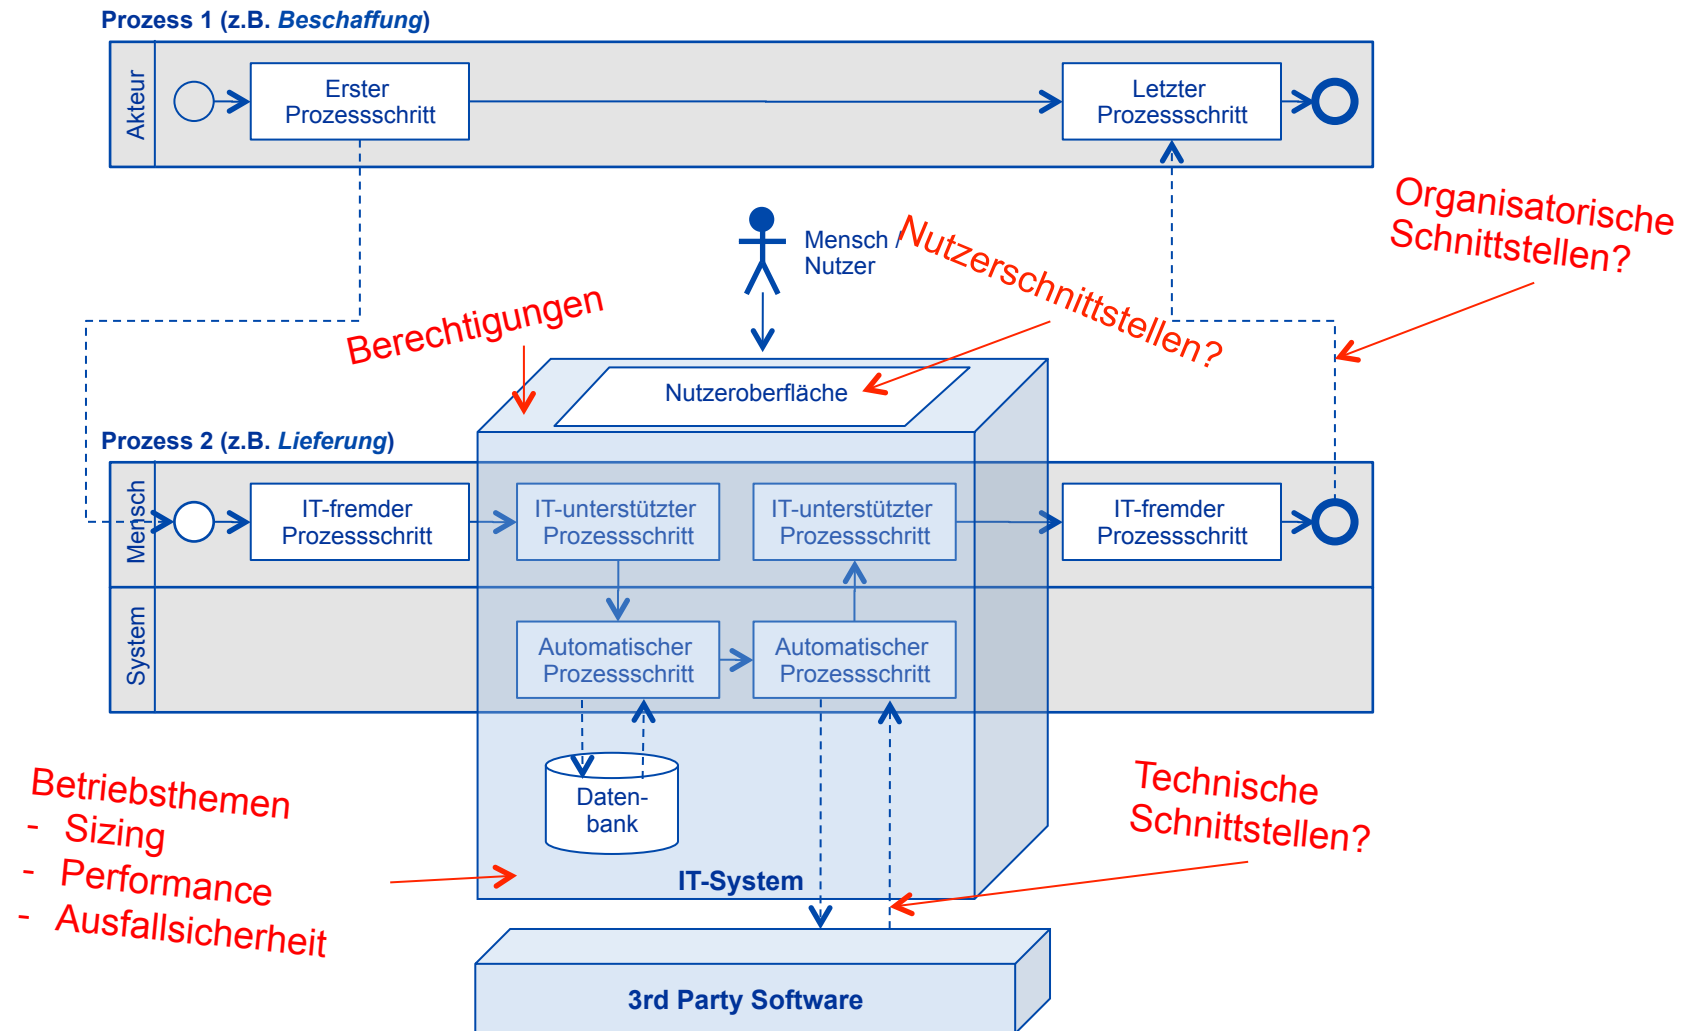 Prozess 1 (z.B. Beschaffung)
Akteur
Erster
Prozessschritt
Letzter
Prozessschritt
Organisatorische
Schnittstellen?
Mensch /
Nutzer
Nutzerschnittstellen?
Berechtigungen
Nutzeroberfläche
Prozess 2 (z.B. Lieferung)
Mensch
IT-fremder
Prozessschritt
IT-unterstützter
Prozessschritt
IT-unterstützter
Prozessschritt
IT-fremder
Prozessschritt
System
Automatischer
Prozessschritt
Automatischer
Prozessschritt
Daten-
bank
Betriebsthemen
- Sizing
- Performance
- Ausfallsicherheit
Technische
Schnittstellen?
IT-System
3rd Party Software